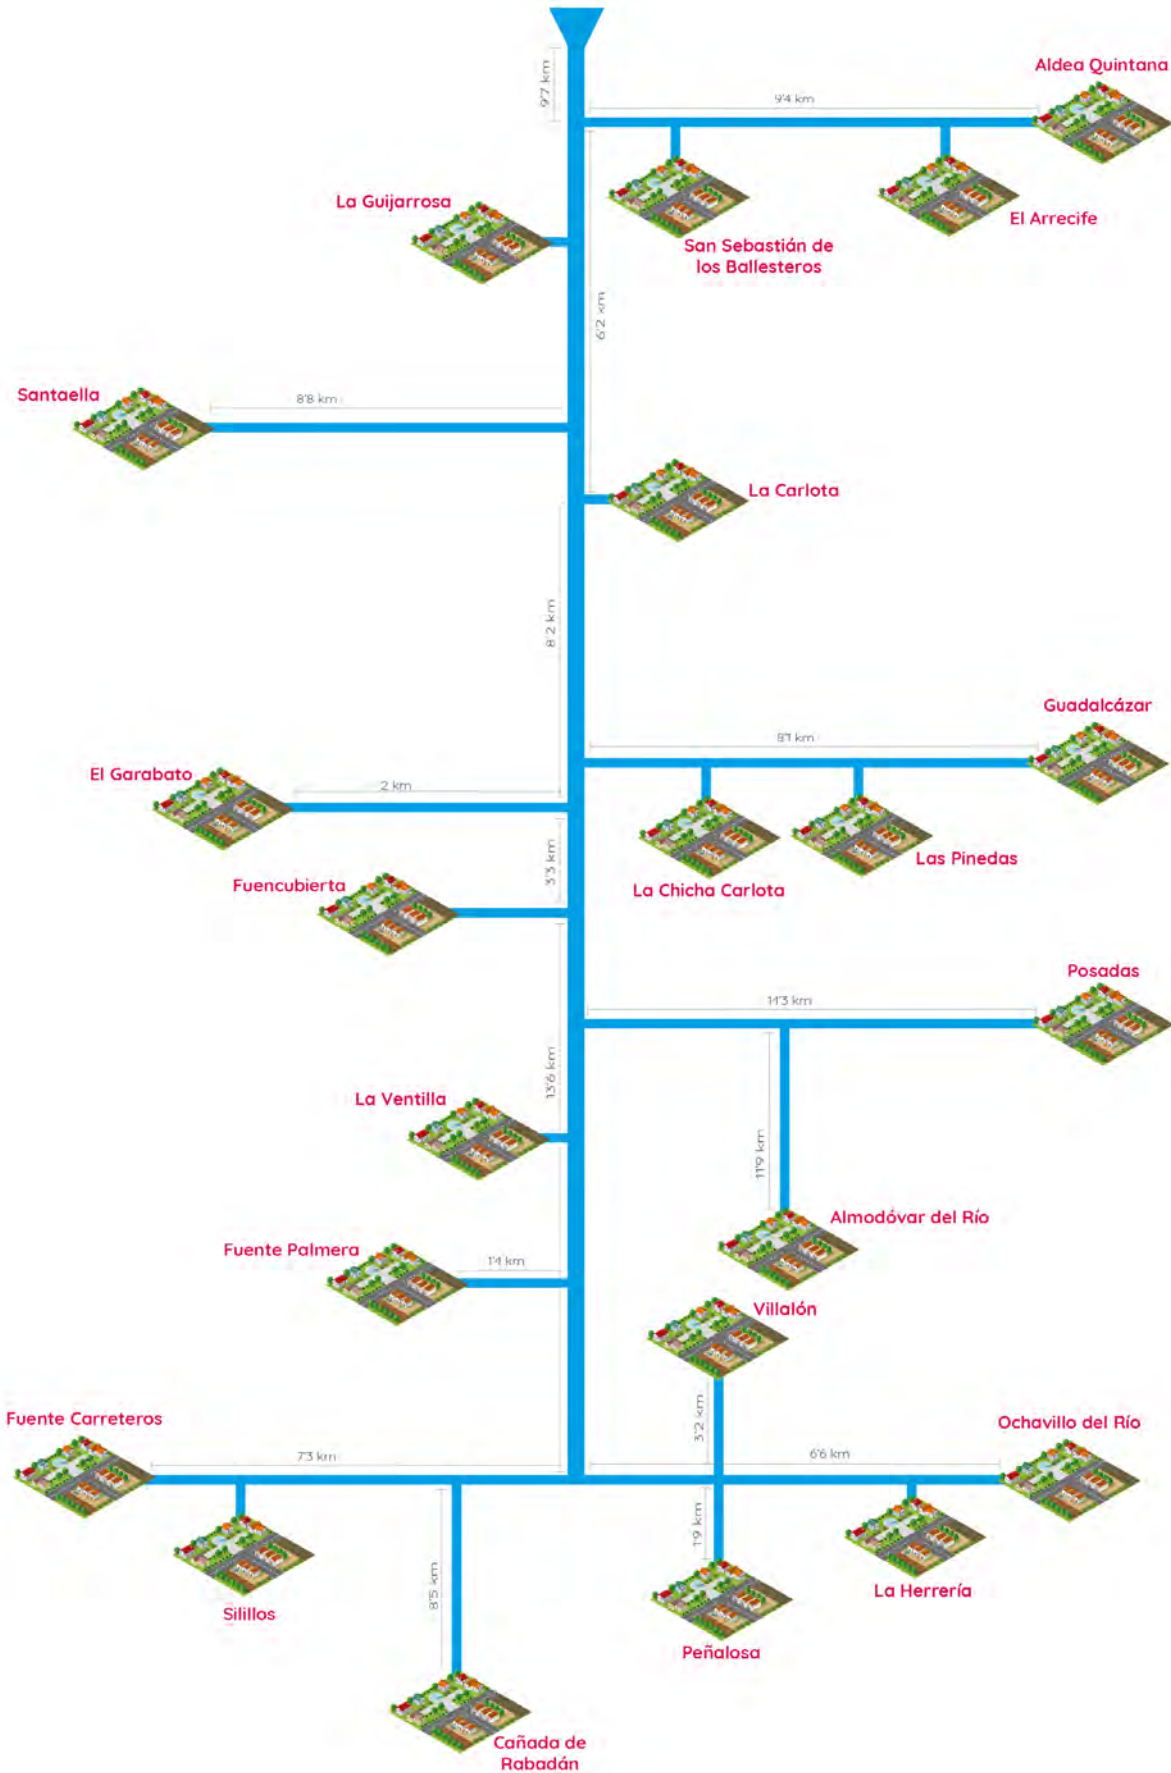 9'7 km
Aldea Quintana
9'4 km
La Guijarrosa
El Arrecife
San Sebastián de
los Ballesteros
6'2 km
Santaella
8'8 km
La Carlota
8'2 km
Guadalcázar
8'1 km
El Garabato
2 km
Las Pinedas
La Chicha Carlota
3'3 km
Fuencubierta
Posadas
14'3 km
13'6 km
La Ventilla
11'9 km
Almodóvar del Río
Fuente Palmera
1'4 km
Villalón
Fuente Carreteros
7'3 km
3'2 km
6'6 km
Ochavillo del Río
1'9 km
La Herrería
8'5 km
Silillos
Peñalosa
Cañada de
Rabadán